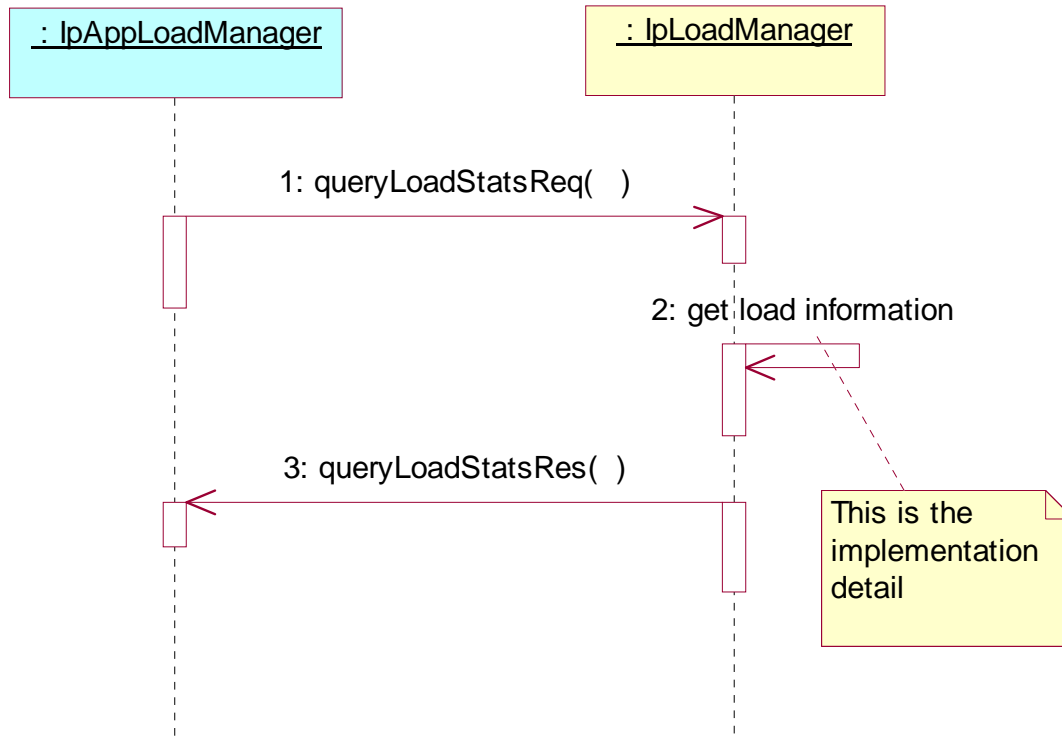 : IpAppLoadManager
: IpLoadManager
1: queryLoadStatsReq(   )
2: get load information
3: queryLoadStatsRes(  )
This is the
implementation
detail